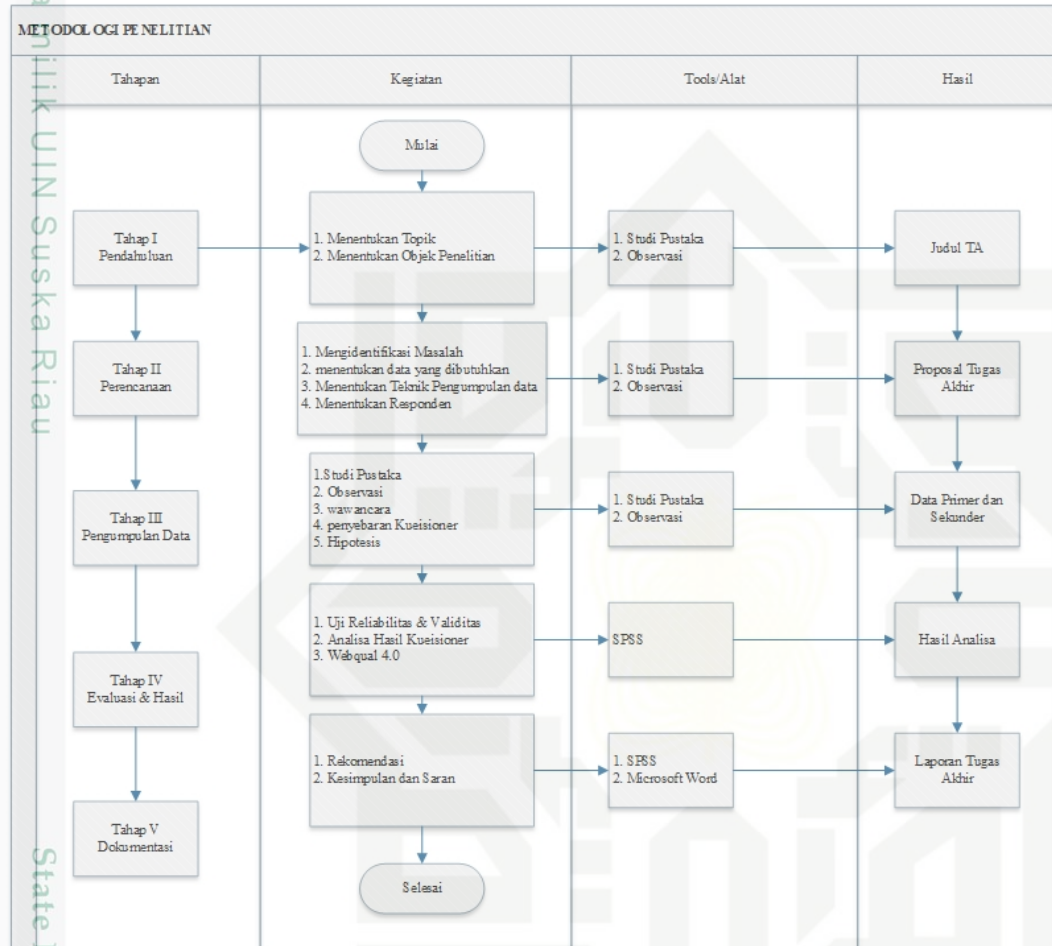 METODOLOGI PENELITIAN
Tahapan
Kegiatan
Tools/Alat
Hasil
Mulai
Tahap I
Pendahuluan
1. Menentukan Topik
2. Menentukan Objek Penelitian
1. Studi Pustaka
2. Observasi
Judul TA
Tahap II
Perencanaan
1. Mengidentifikasi Masalah
2. menentukan data yang dibutuhkan
3. Menentukan Teknik Pengumpulan data
4. Menentukan Responden
1. Studi Pustaka
2. Observasi
Proposal Tugas
Akhir
Tahap III
Pengumpulan Data
1.Studi Pustaka
2. Observasi
3. wawancara
4. penyebaran Kueisioner
5. Hipotesis
1. Studi Pustaka
2. Observasi
Data Primer dan
Sekunder
Tahap IV
Evaluasi & Hasil
1. Uji Reliabilitas & Validitas
2. Analisa Hasil Kueisioner
3. Webqual 4.0
SPSS
Hasil Analisa
Tahap V
Dokumentasi
1. Rekomendasi
2. Kesimpulan dan Saran
1. SPSS
2. Microsoft Word
Laporan Tugas
Akhir
Selesai
milik UIN Suska Riau
State